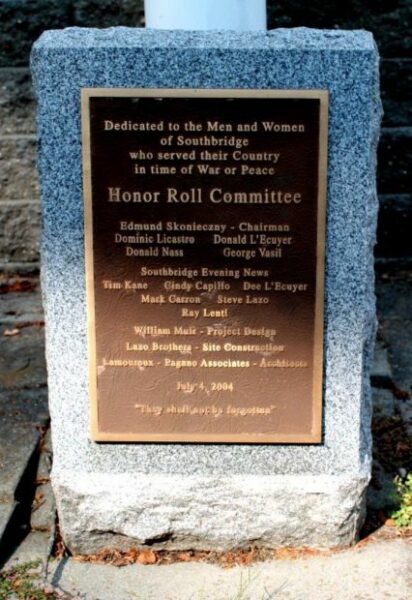 Dedicated to the Men and Women
of Southbridge
who served their Country
in time of War or Peace
Honor Roll Committee
Edmund Skonieczny - Chairman
Dominic Licastro Donald L'Ecuyer
Donald Nass George Vasil
Southbridge Evening News
Tim Kane Cindy Capillo Dee L'Ecuyer
Mark Garron Steve Lazo
Ray Lenti
William Muir - Project Design
Lazo Brothers - Site Construction
Lamoureux - Pagano Associates - Architects
July 4, 2004
"They shall not be forgotten"